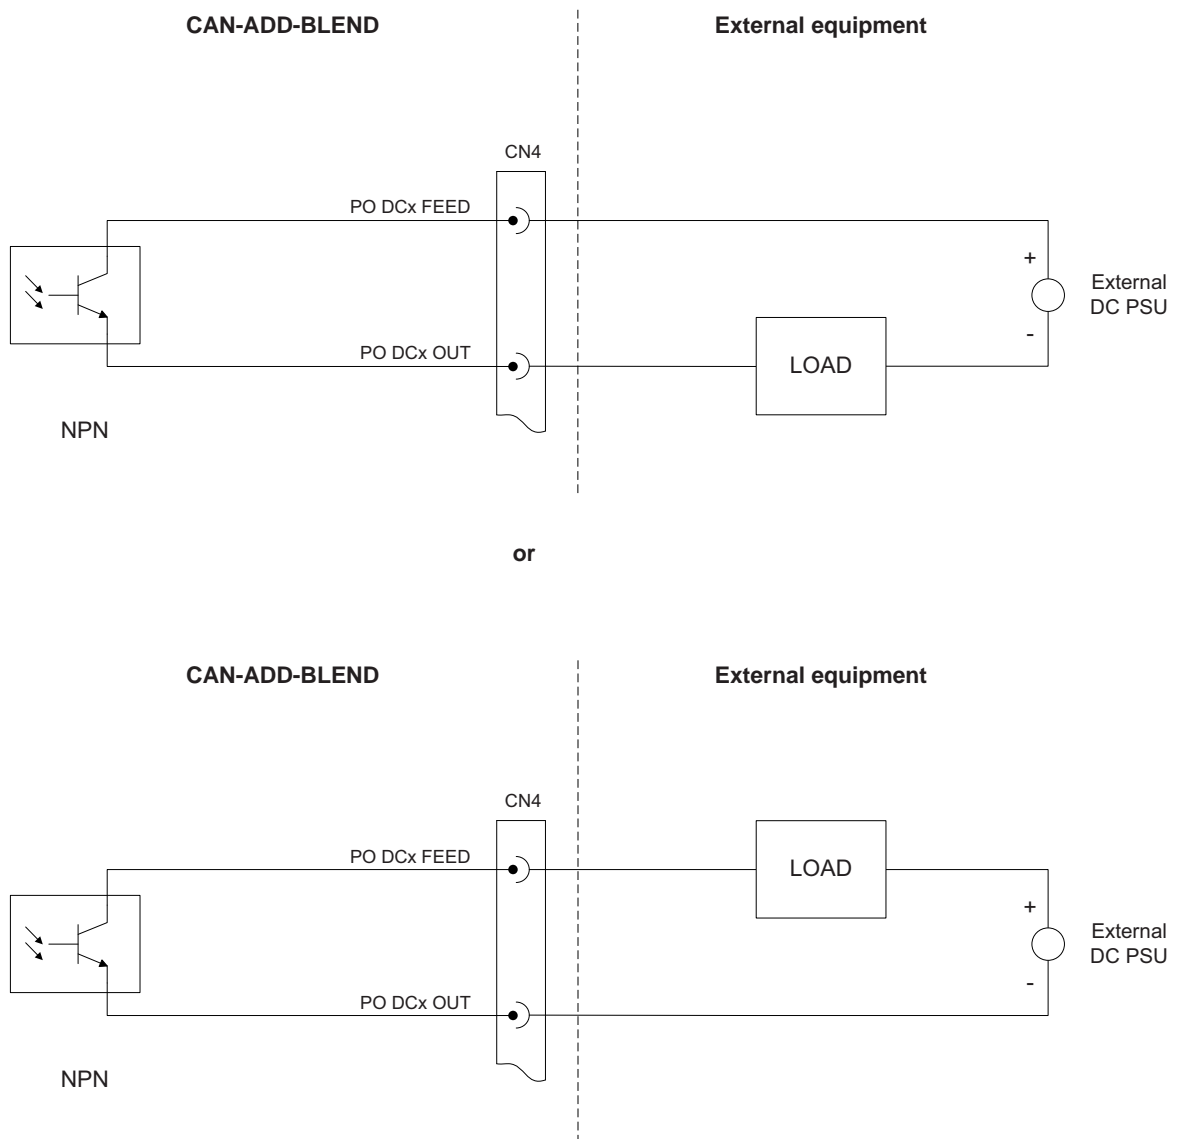 CAN-ADD-BLEND
External equipment
CN4
PO DCx FEED
+
External
DC PSU
-
PO DCx OUT
LOAD
NPN
or
CAN-ADD-BLEND
External equipment
CN4
PO DCx FEED
LOAD
+
External
DC PSU
-
PO DCx OUT
NPN